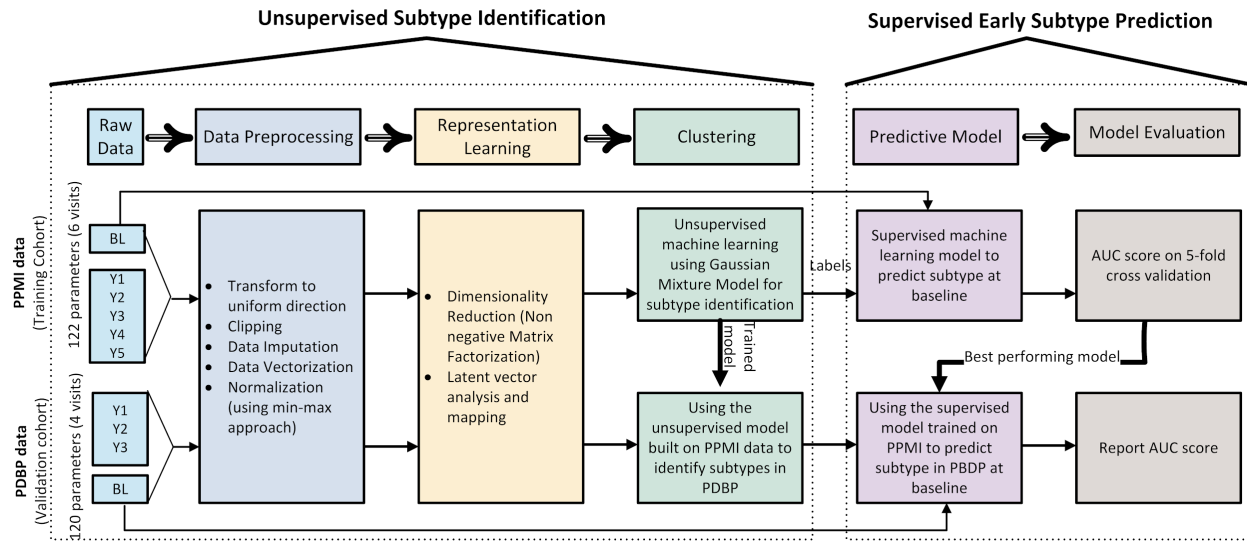 Unsupervised Subtype Identification
Supervised Early Subtype Prediction
Raw
Data
Data Preprocessing
Representation
Learning
Clustering
Predictive Model
Model Evaluation
PPMI data
(Training Cohort)
122 parameters (6 visits)
BL
Y1
Y2
Y3
Y4
Y5
PDBP data
(Validation cohort)
120 parameters (4 visits)
Y1
Y2
Y3
BL
• Transform to
uniform direction
• Clipping
• Data Imputation
• Data Vectorization
• Normalization
(using min-max
approach)
• Dimensionality
Reduction (Non
negative Matrix
Factorization)
• Latent vector
analysis and
mapping
Unsupervised
machine learning
using Gaussian
Mixture Model for
subtype identification
Trained
model
Using the
unsupervised model
built on PPMI data to
identify subtypes in
PDBP
Labels
Supervised machine
learning model to
predict subtype at
baseline
AUC score on 5-fold
cross validation
Best performing model
Using the supervised
model trained on
PPMI to predict
subtype in PBDP at
baseline
Report AUC score